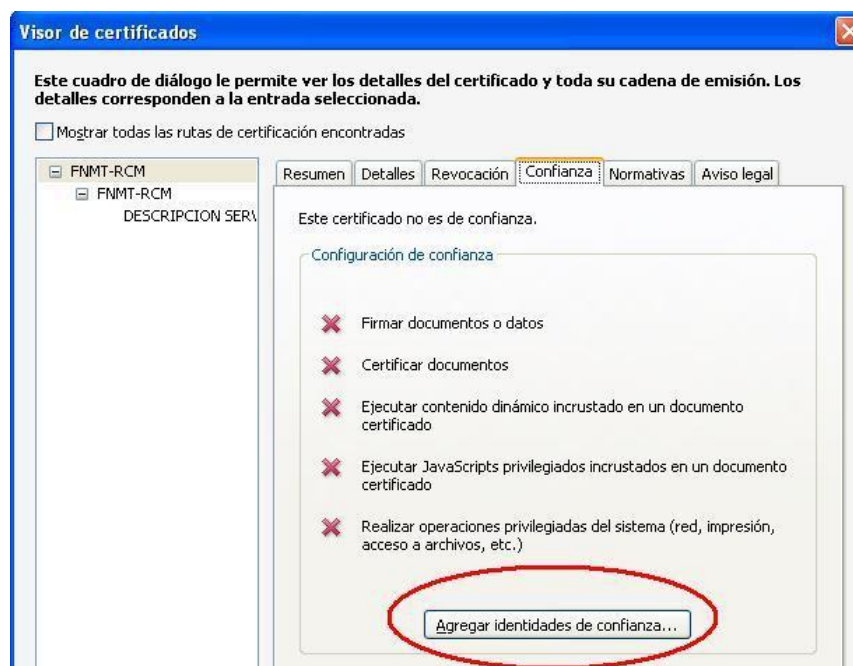 Visor de certificados
Este cuadro de diálogo le permite ver los detalles del certificado y toda su cadena de emisión. Los
detalles corresponden a la entrada seleccionada.
Mostrar todas las rutas de certificación encontradas
FNMT-RCM
FNMT-RCM
DESCRIPCION SERV
Resumen Detalles Revocación Confianza Normativas Aviso legal
Este certificado no es de confianza.
Configuración de confianza
Firmar documentos o datos
Certificar documentos
Ejecutar contenido dinámico incrustado en un documento
certificado
Ejecutar JavaScripts privilegiados incrustados en un documento
certificado
Realizar operaciones privilegiadas del sistema (red, impresión,
acceso a archivos, etc.)
Agregar identidades de confianza...